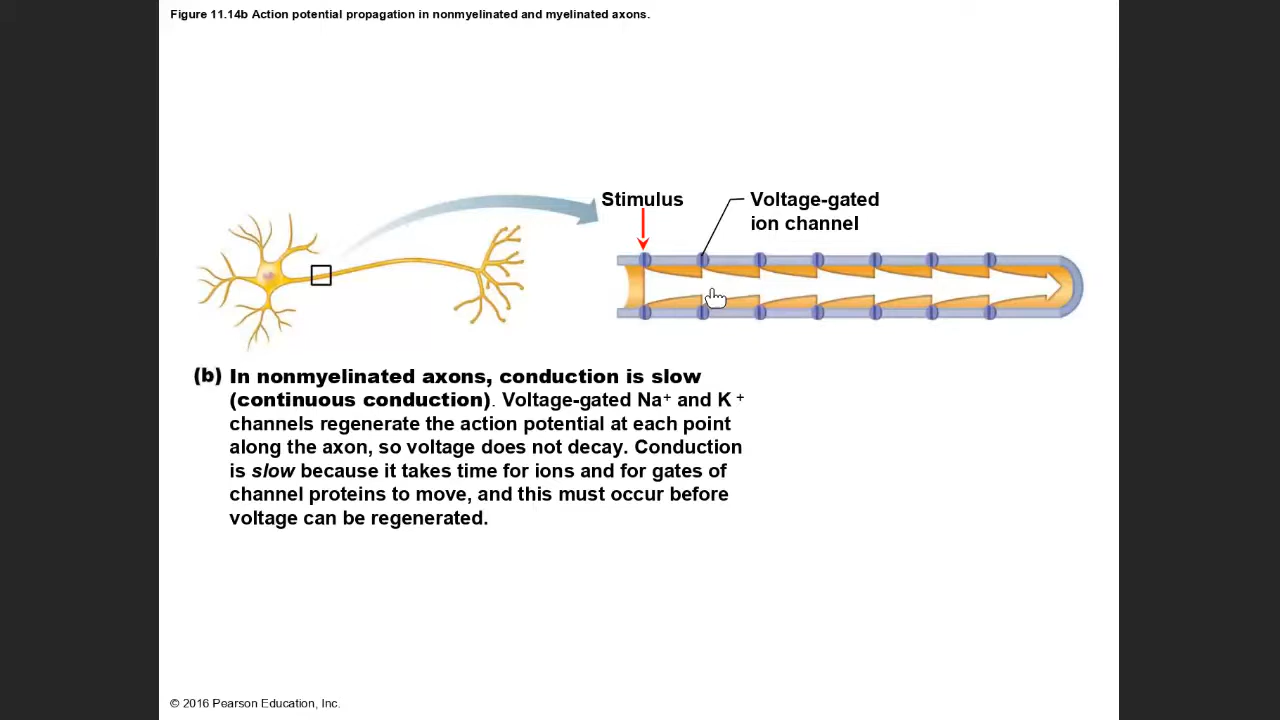 Figure 11.14b Action potential propagation in nonmyelinated and myelinated axons.
Stimulus
Voltage-gated
ion channel
(b) In nonmyelinated axons, conduction is slow
(continuous conduction). Voltage-gated Na⁺ and K ⁺
channels regenerate the action potential at each point
along the axon, so voltage does not decay. Conduction
is slow because it takes time for ions and for gates of
channel proteins to move, and this must occur before
voltage can be regenerated.
© 2016 Pearson Education, Inc.